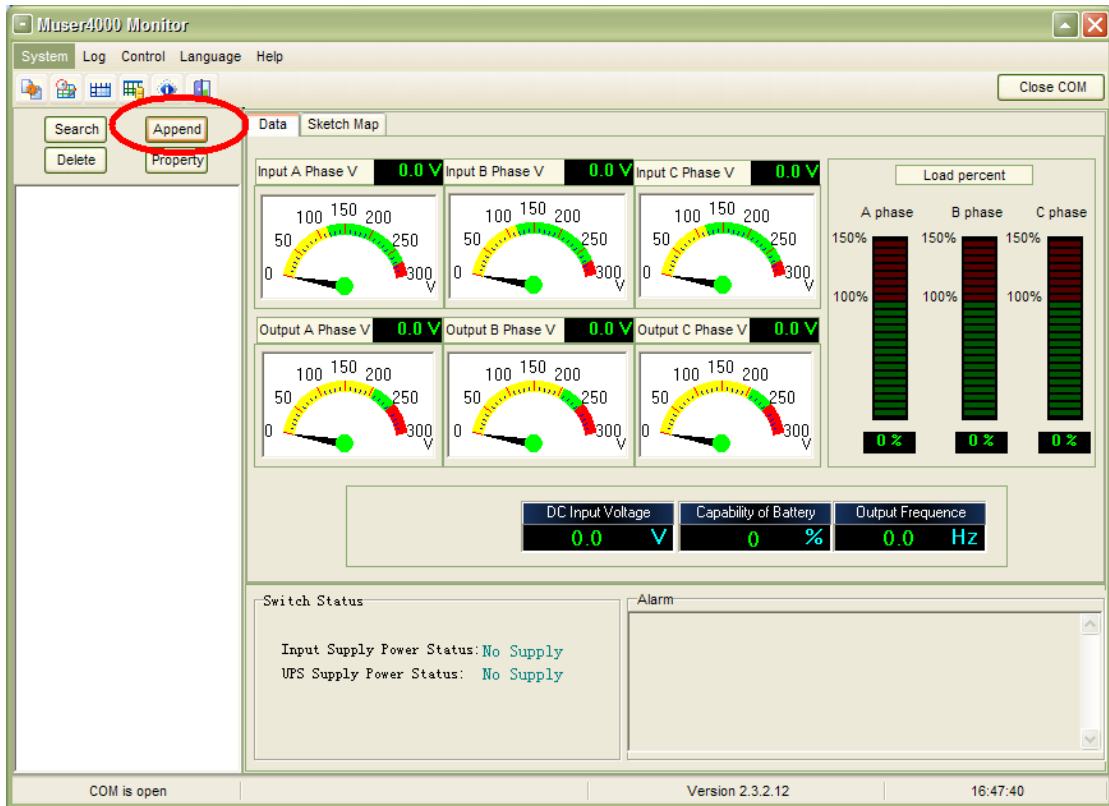 Muser4000 Monitor
System Log Control Language Help
Close COM
Search Append
Delete Property
Data Sketch Map
Input A Phase V 0.0 V Input B Phase V 0.0 V Input C Phase V 0.0 V
0 50 100 150 200 250 300 V
0 50 100 150 200 250 300 V
0 50 100 150 200 250 300 V
Output A Phase V 0.0 V Output B Phase V 0.0 V Output C Phase V 0.0 V
0 50 100 150 200 250 300 V
0 50 100 150 200 250 300 V
0 50 100 150 200 250 300 V
Load percent
A phase B phase C phase
150% 150% 150%
100% 100% 100%
0 % 0 % 0 %
DC Input Voltage Capability of Battery Output Frequence
0.0 V 0 % 0.0 Hz
Switch Status
Input Supply Power Status: No Supply
UPS Supply Power Status: No Supply
Alarm
COM is open Version 2.3.2.12 16:47:40